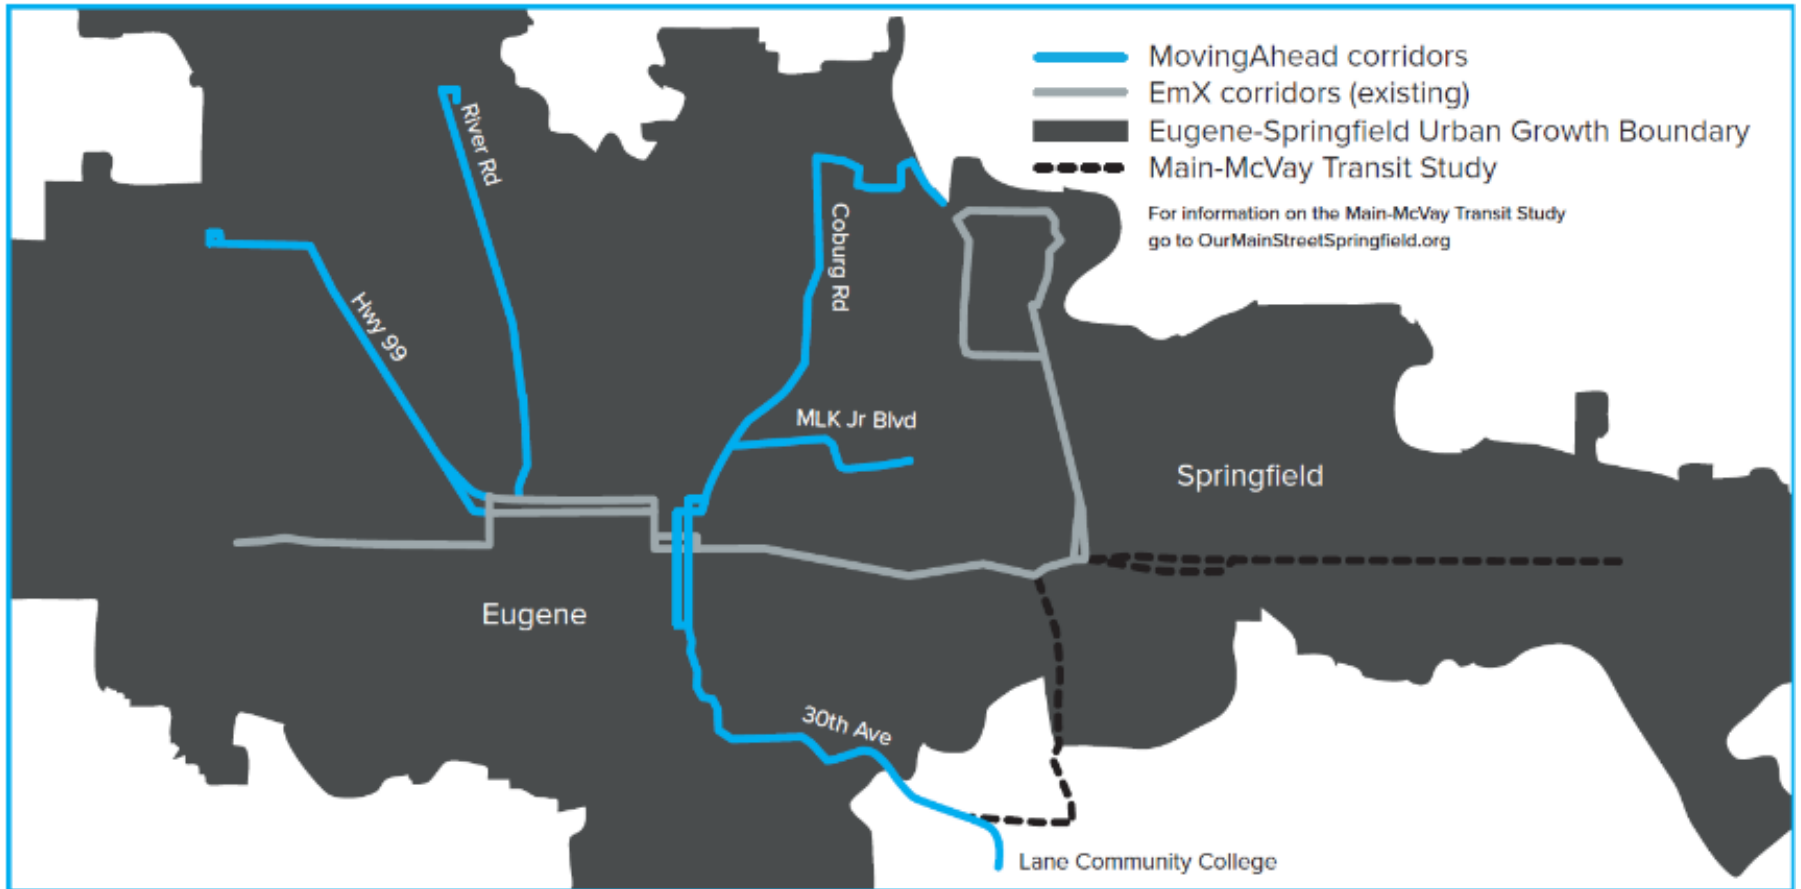 MovingAhead corridors
EmX corridors (existing)
Eugene-Springfield Urban Growth Boundary
Main-McVay Transit Study
For information on the Main-McVay Transit Study
go to OurMainStreetSpringfield.org
River Rd
Coburg Rd
Hwy 99
MLK Jr Blvd
Springfield
Eugene
30th Ave
Lane Community College